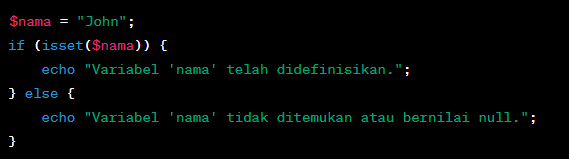 $nama = "John";
if (isset($nama)) {
    echo "Variabel 'nama' telah didefinisikan.";
} else {
    echo "Variabel 'nama' tidak ditemukan atau bernilai null.";
}